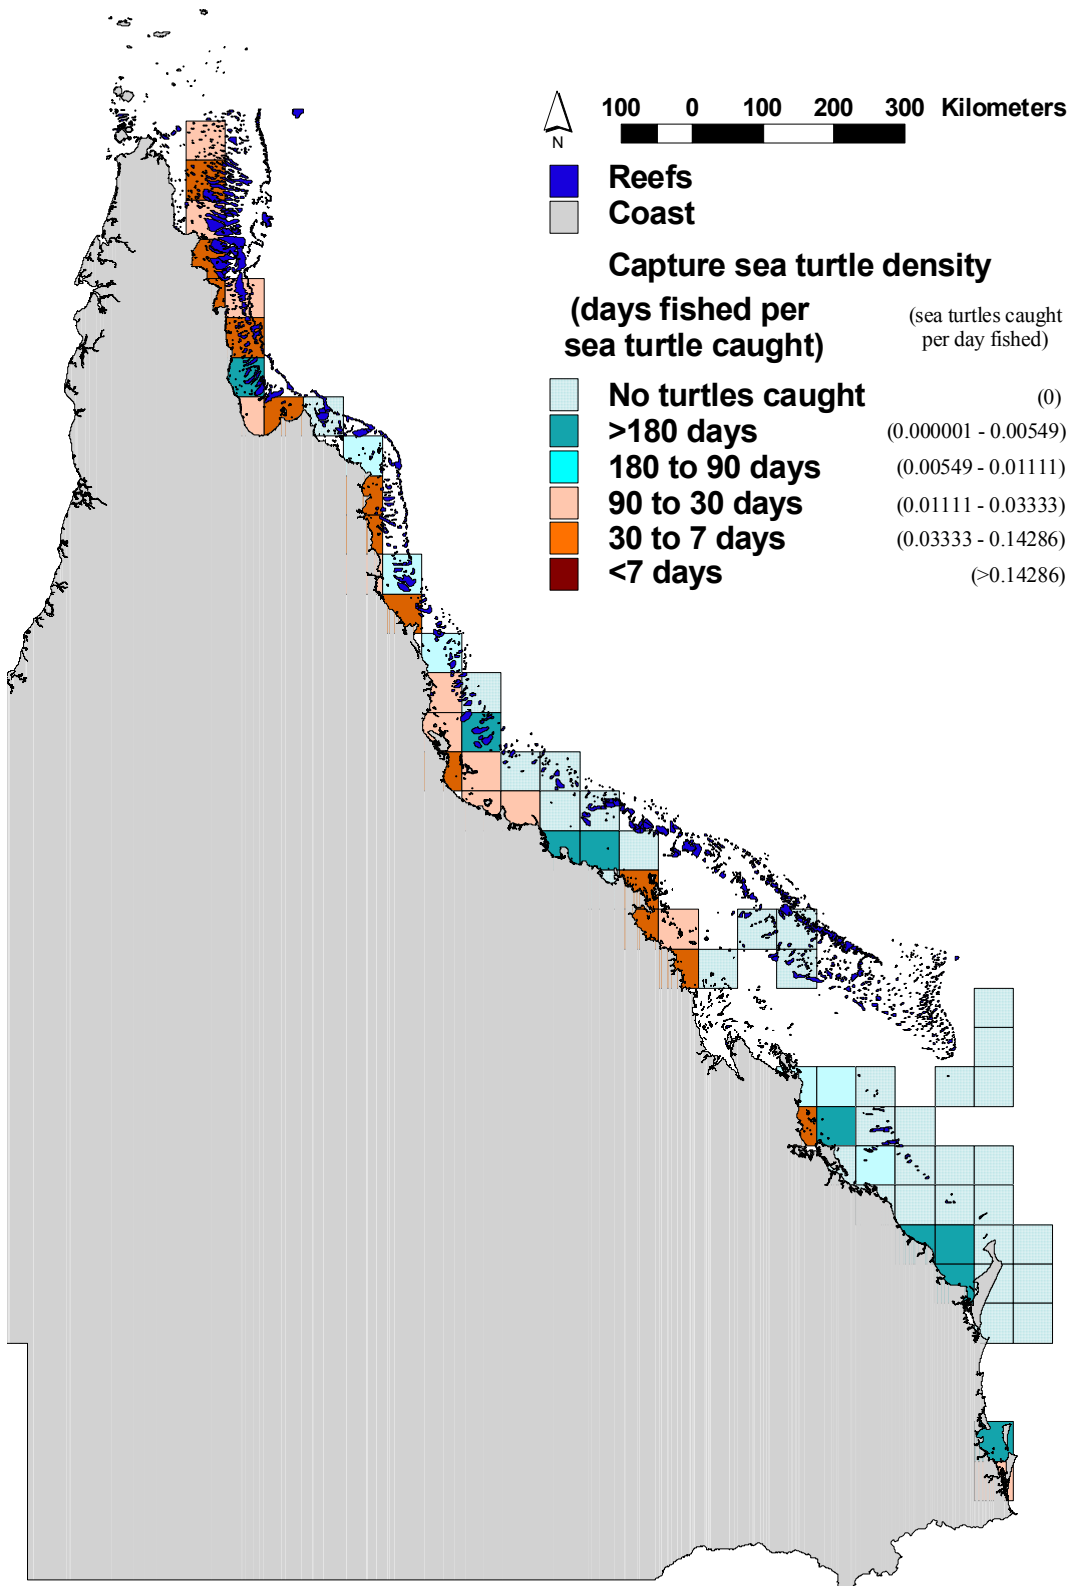 100 0 100 200 300 Kilometers
N
Reefs
Coast
Capture sea turtle density
(days fished per
sea turtle caught)
(sea turtles caught
per day fished)
No turtles caught (0)
>180 days (0.000001 - 0.00549)
180 to 90 days (0.00549 - 0.01111)
90 to 30 days (0.01111 - 0.03333)
30 to 7 days (0.03333 - 0.14286)
<7 days (>0.14286)